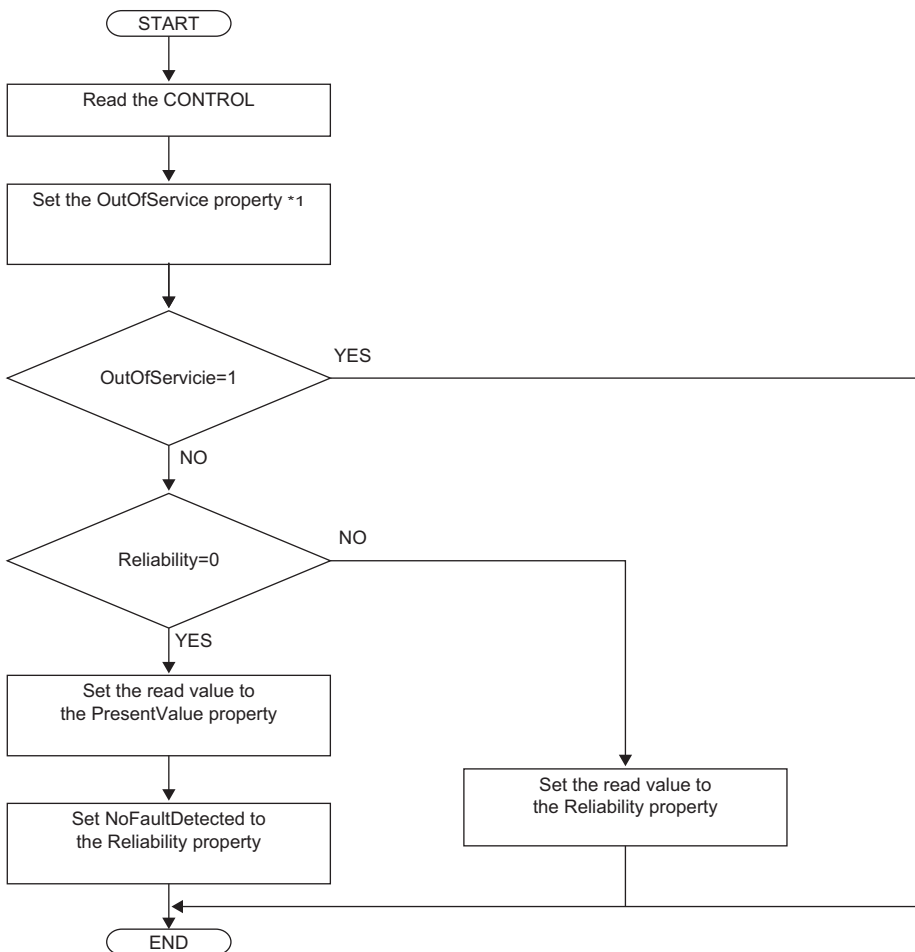 START
Read the CONTROL
Set the OutOfService property *1
OutOfServicie=1
YES
NO
Reliability=0
NO
YES
Set the read value to
the PresentValue property
Set the read value to
the Reliability property
Set NoFaultDetected to
the Reliability property
END